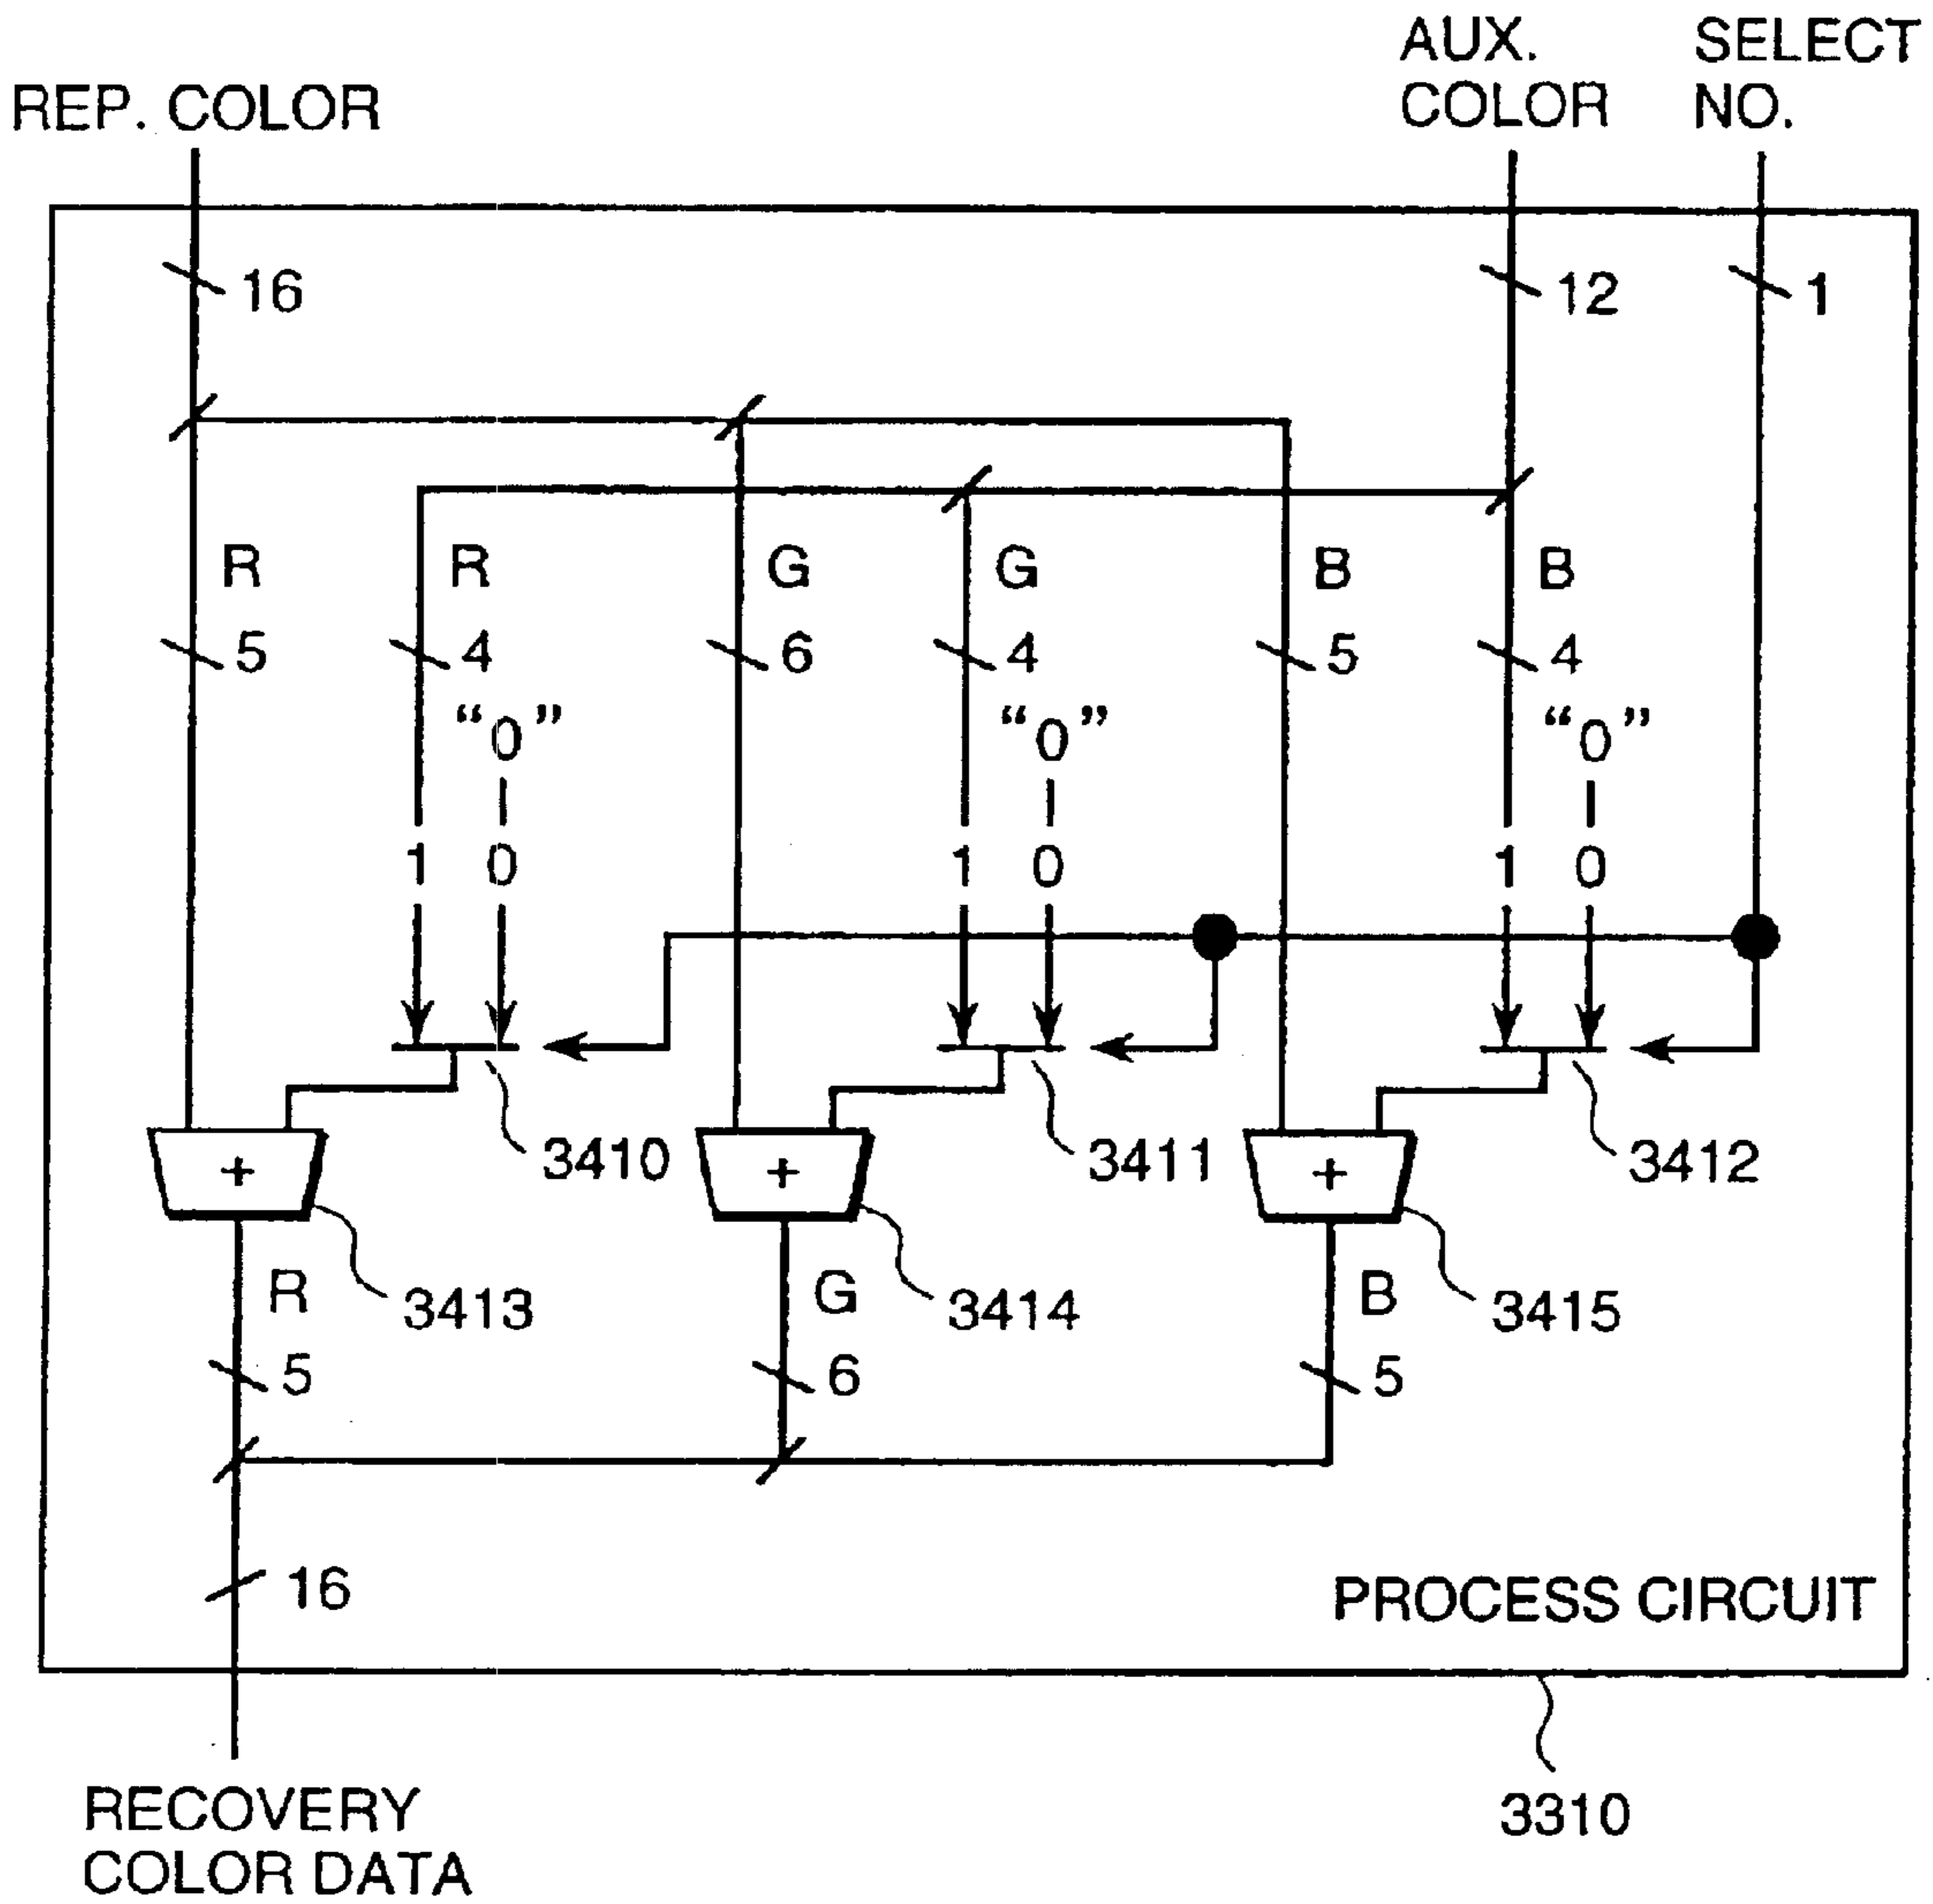 AUX. SELECT
REP. COLOR COLOR NO.
16 12 1
R R G G B B
5 4 6 4 5 4
“0” “0” “0”
1 0 1 0 1 0
3410 3411 3412
+ + +
R 3413 G 3414 B 3415
5 6 5
16 PROCESS CIRCUIT
RECOVERY 3310
COLOR DATA